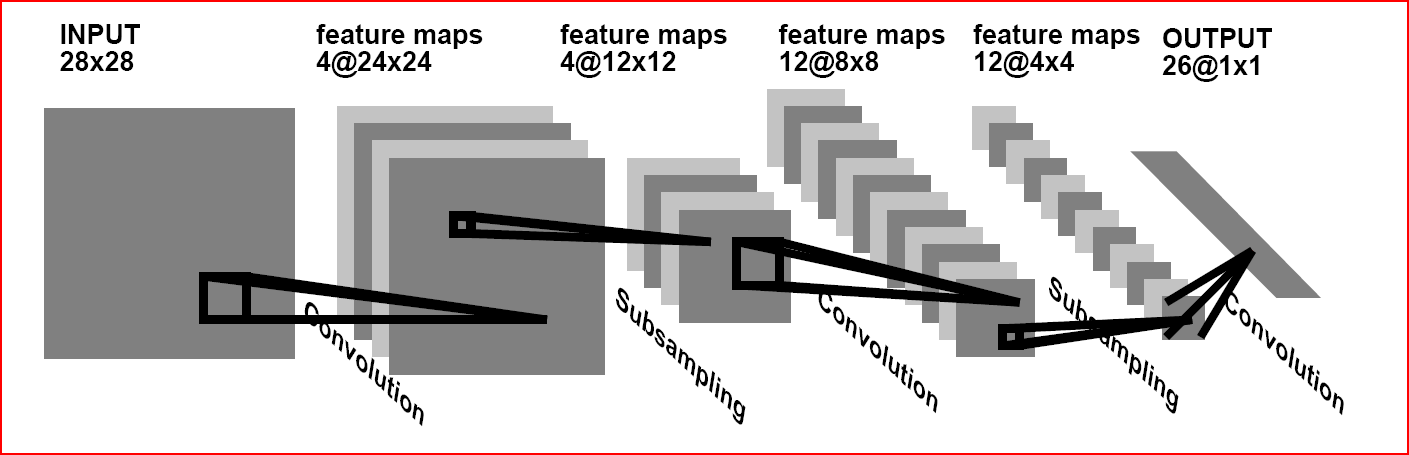 INPUT
28x28
feature maps
4@24x24
feature maps
4@12x12
feature maps
12@8x8
feature maps
12@4x4
OUTPUT
26@1x1
Convolution
Subsampling
Convolution
Subsampling
Convolution